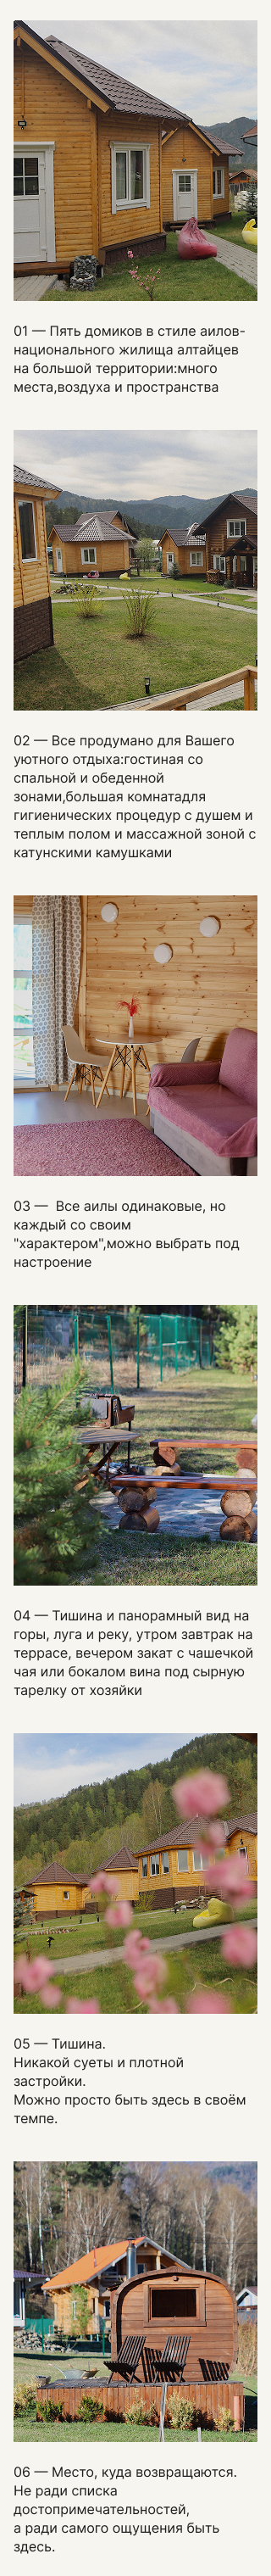 01 — Пять домиков в стиле аилов-
национального жилища алтайцев
на большой территории:много
места,воздуха и пространства
02 — Все продумано для Вашего
уютного отдыха:гостиная со
спальной и обеденной
зонами,большая комнатадля
гигиенических процедур с душем и
теплым полом и массажной зоной с
катунскими камушками
03 —  Все аилы одинаковые, но
каждый со своим
"характером",можно выбрать под
настроение
04 — Тишина и панорамный вид на
горы, луга и реку, утром завтрак на
террасе, вечером закат с чашечкой
чая или бокалом вина под сырную
тарелку от хозяйки
05 — Тишина.
Никакой суеты и плотной
застройки.
Можно просто быть здесь в своём
темпе.
06 — Место, куда возвращаются.
Не ради списка
достопримечательностей,
а ради самого ощущения быть
здесь.